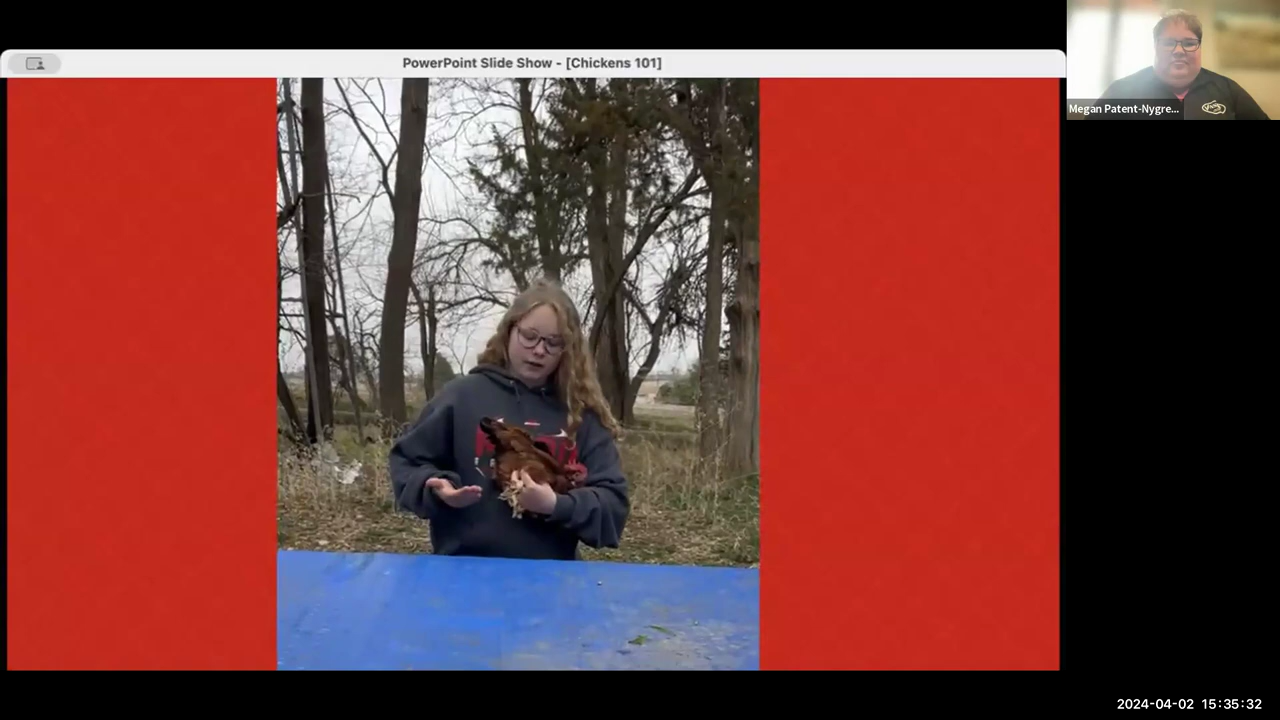 PowerPoint Slide Show - [Chickens 101]
Megan Patent-Nygre...
2024-04-02 15:35:32